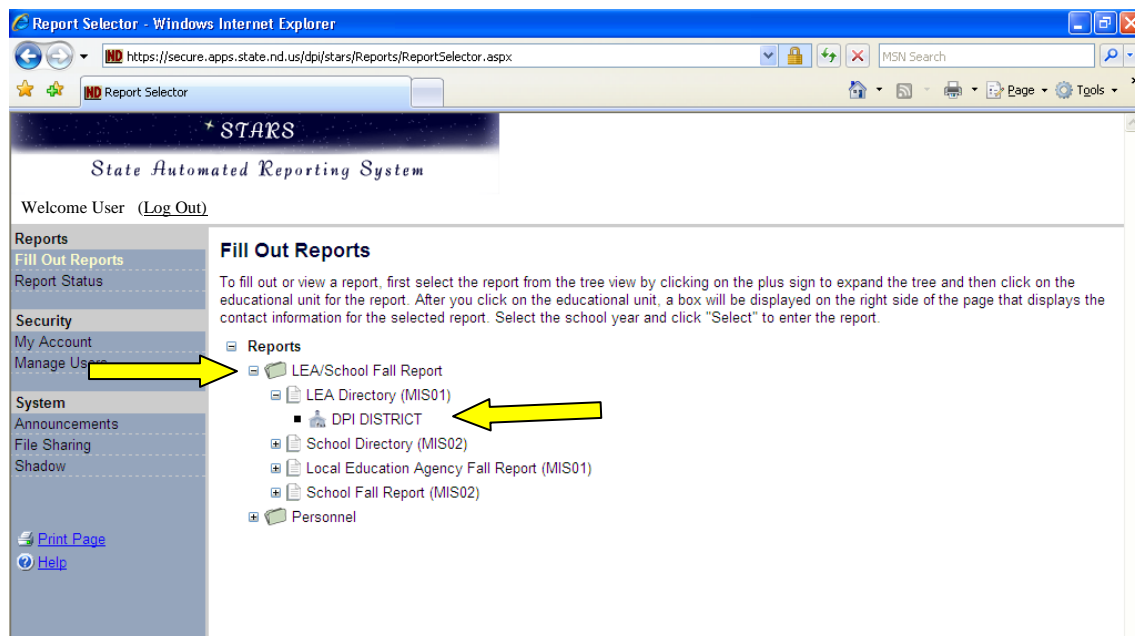 Report Selector - Windows Internet Explorer
https://secure.apps.state.nd.us/dpi/stars/Reports/ReportSelector.aspx
MSN Search
ND Report Selector
Page
Tools
STARS
State Automated Reporting System
Welcome User (Log Out)
Reports
Fill Out Reports
Report Status
Security
My Account
Manage Users
System
Announcements
File Sharing
Shadow
Print Page
Help
Fill Out Reports
To fill out or view a report, first select the report from the tree view by clicking on the plus sign to expand the tree and then click on the
educational unit for the report. After you click on the educational unit, a box will be displayed on the right side of the page that displays the
contact information for the selected report. Select the school year and click "Select" to enter the report.
Reports
LEA/School Fall Report
LEA Directory (MIS01)
DPI DISTRICT
School Directory (MIS02)
Local Education Agency Fall Report (MIS01)
School Fall Report (MIS02)
Personnel